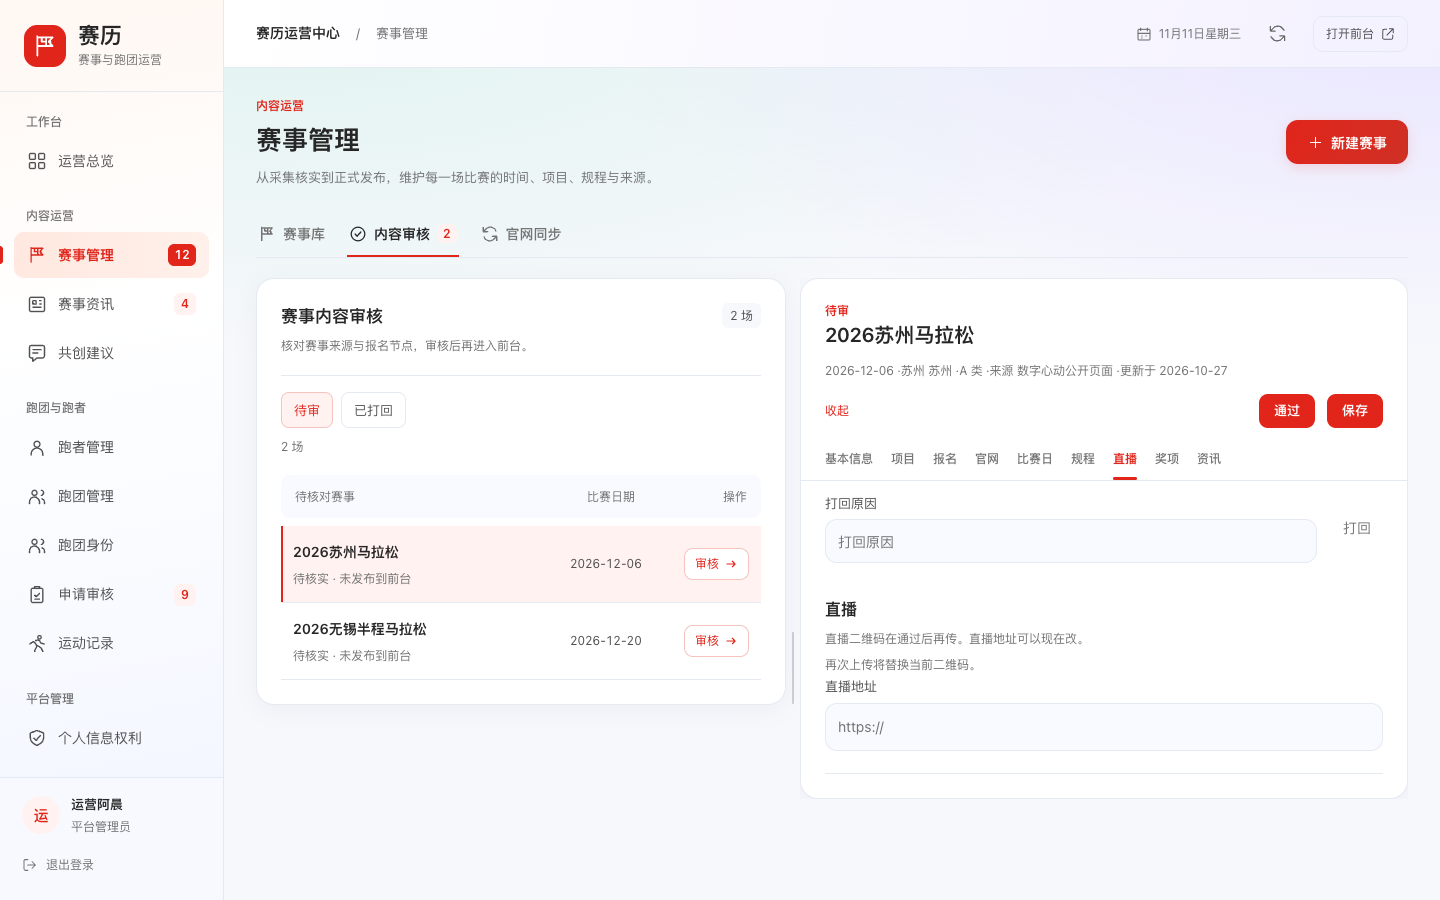 赛历
赛事与跑团运营
工作台
运营总览
内容运营
赛事管理 12
赛事资讯 4
共创建议
跑团与跑者
跑者管理
跑团管理
跑团身份
申请审核 9
运动记录
平台管理
个人信息权利
运 运营阿晨
平台管理员
退出登录
赛历运营中心 / 赛事管理
11月11日星期三
打开前台
内容运营
赛事管理
从采集核实到正式发布，维护每一场比赛的时间、项目、规程与来源。
新建赛事
赛事库 内容审核 2 官网同步
赛事内容审核 2 场
核对赛事来源与报名节点，审核后再进入前台。
待审 已打回
2 场
待核对赛事 比赛日期 操作
2026苏州马拉松
待核实 · 未发布到前台
2026-12-06
审核 →
2026无锡半程马拉松
待核实 · 未发布到前台
2026-12-20
审核 →
待审
2026苏州马拉松
2026-12-06 ·苏州 苏州 ·A 类 ·来源 数字心动公开页面 ·更新于 2026-10-27
收起 通过 保存
基本信息 项目 报名 官网 比赛日 规程 直播 奖项 资讯
打回原因
打回原因 打回
直播
直播二维码在通过后再传。直播地址可以现在改。
再次上传将替换当前二维码。
直播地址
https://